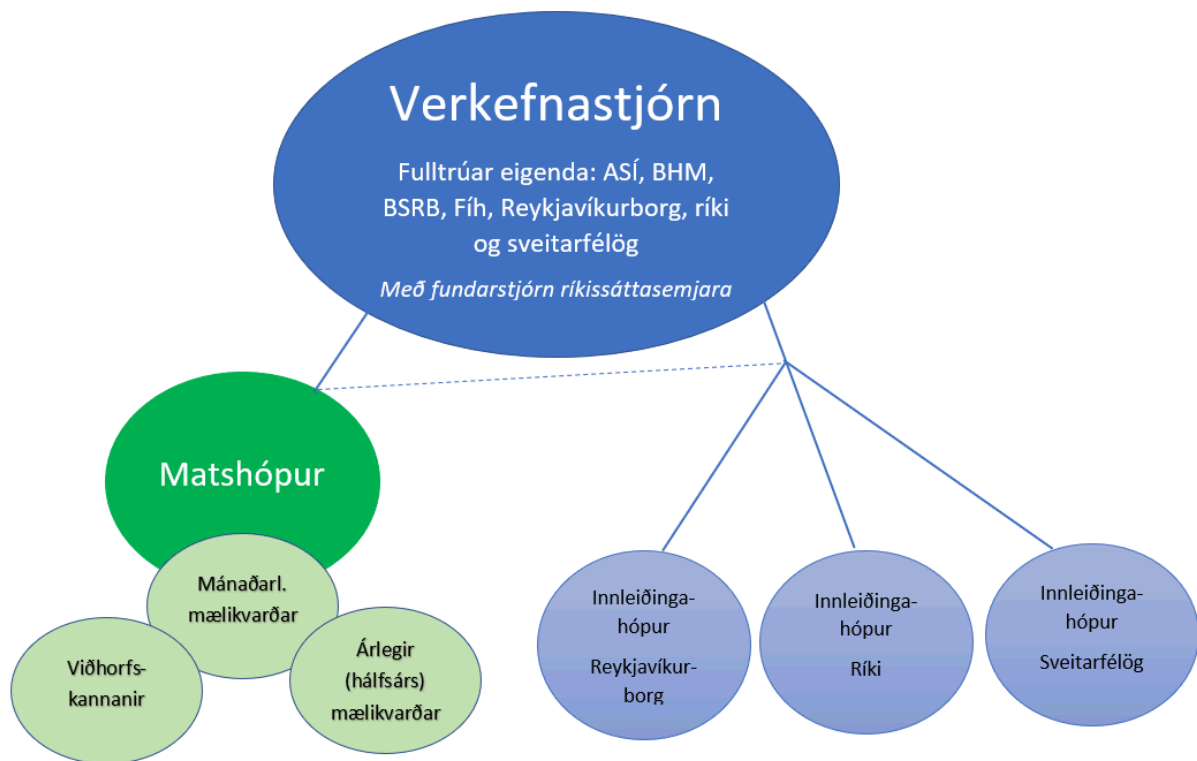 Verkefnastjórn
Fulltrúar eigenda: ASÍ, BHM,
BSRB, Fíh, Reykjavíkurborg, ríki
og sveitarfélög
Með fundarstjórn ríkissáttasemjara
Matshópur
Mánaðarl.
mælikvarðar
Viðhorfs-
kannanir
Árlegir
(hálfsárs)
mælikvarðar
Innleiðinga-
hópur
Reykjavíkur-
borg
Innleiðinga-
hópur
Ríki
Innleiðinga-
hópur
Sveitarfélög